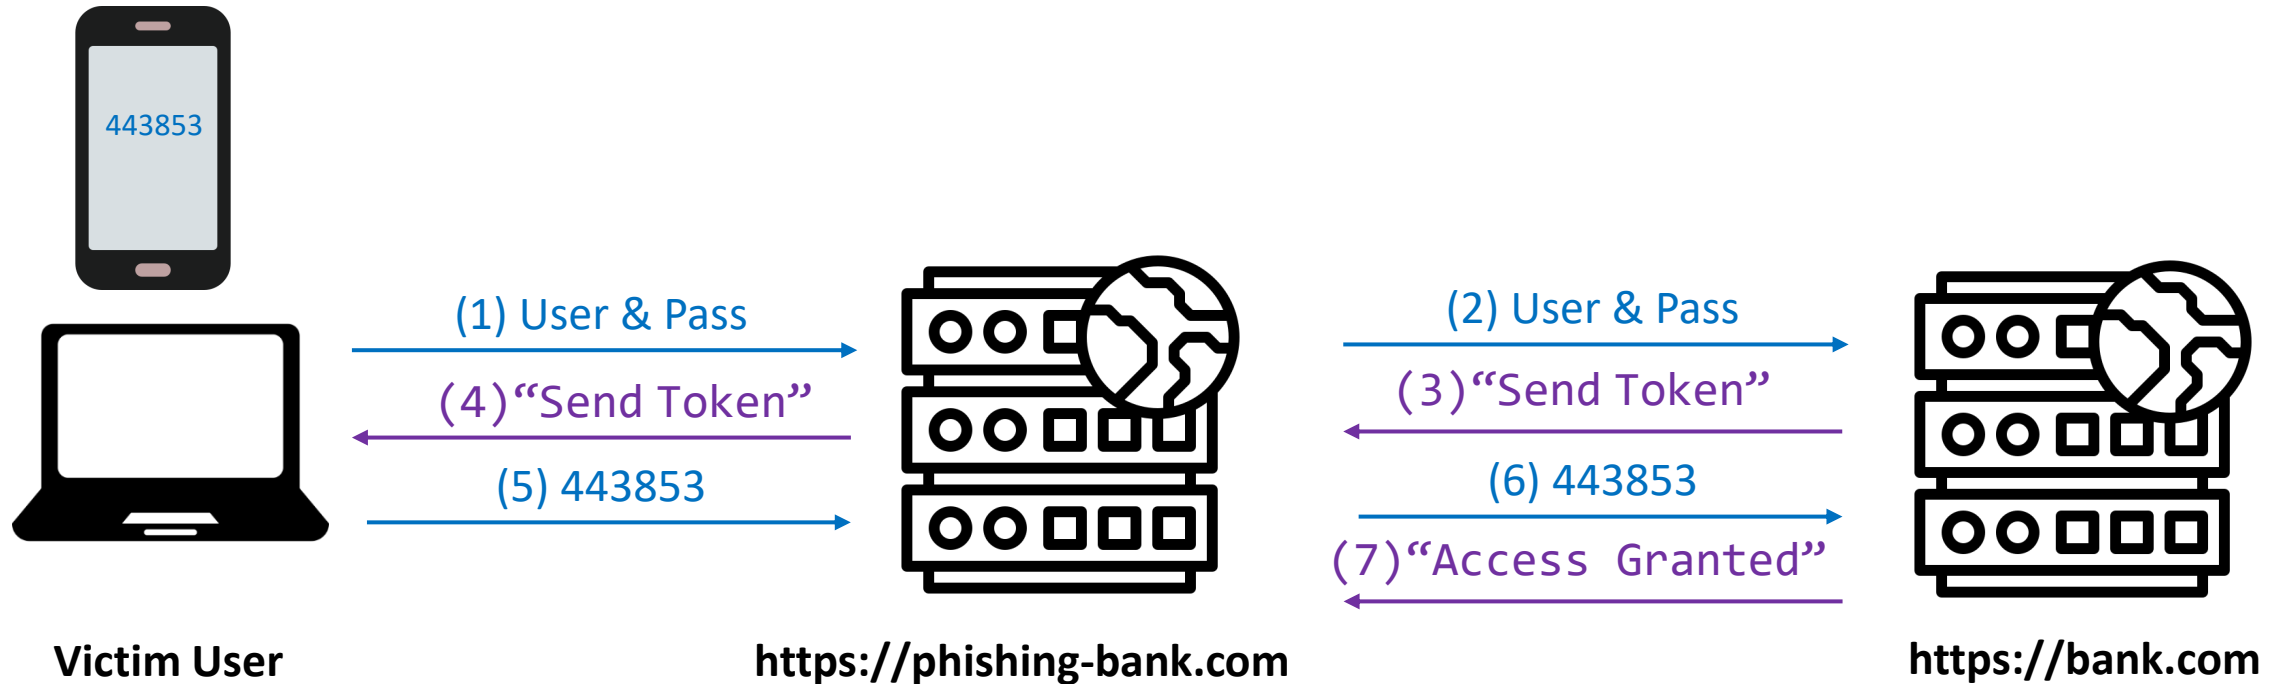 443853
(1) User & Pass
(2) User & Pass
(4)“Send Token”
(3)“Send Token”
(5) 443853
(6) 443853
(7)“Access Granted”
Victim User
https://phishing-bank.com
https://bank.com